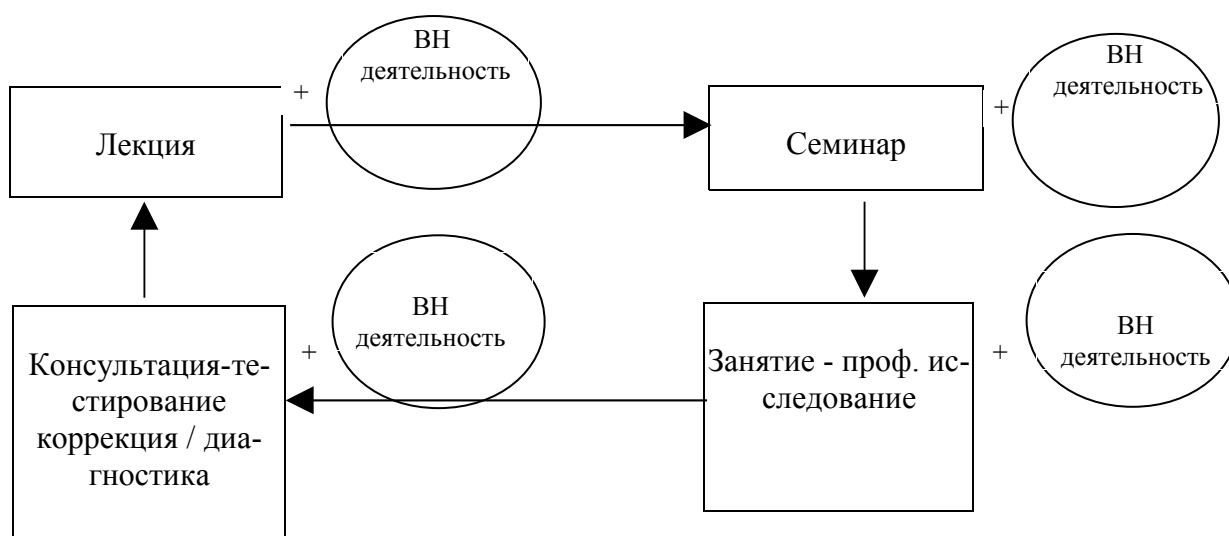 ВН
деятельность
+
Лекция
ВН
деятельность
+
Семинар
ВН
деятельность
+
Консультация-те-
стирование
коррекция / диа-
гностика
Занятие - проф. ис-
следование
+
ВН
деятельность